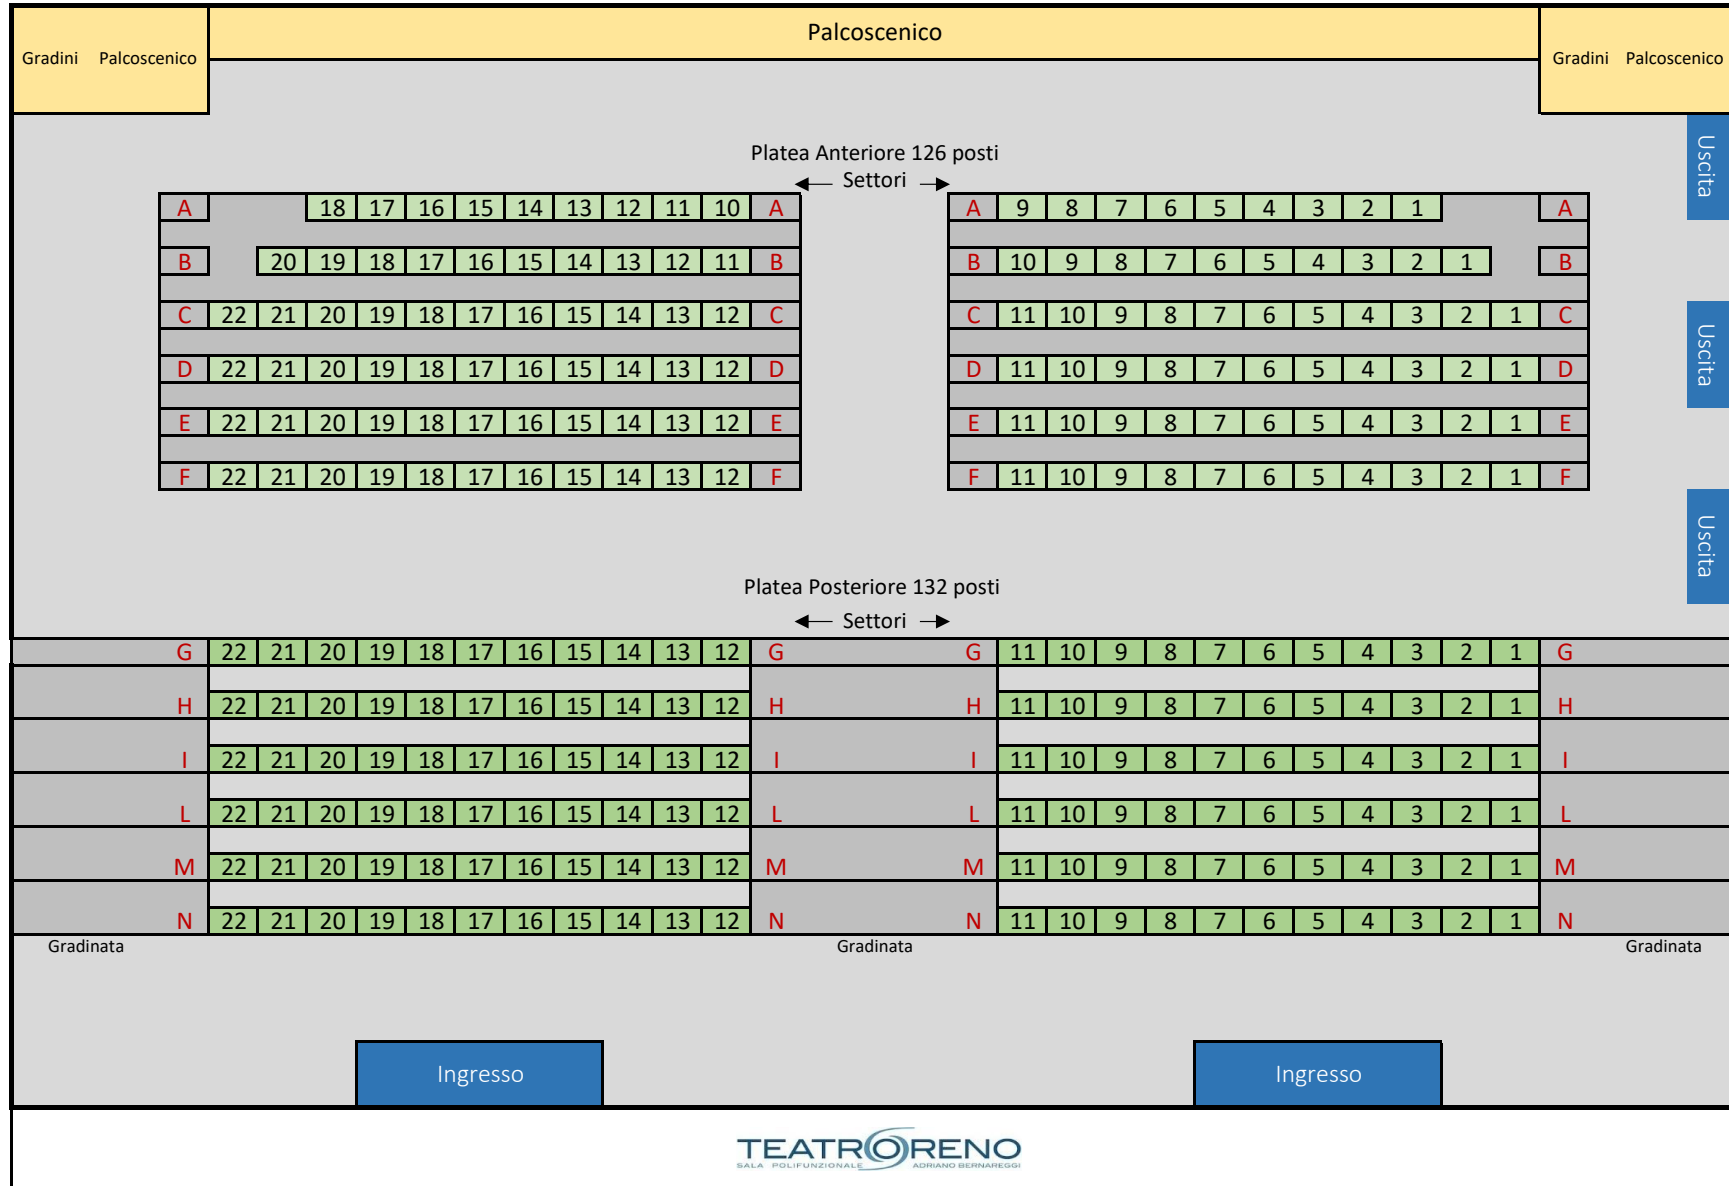 Palcoscenico
Gradini Palcoscenico
Gradini Palcoscenico
Uscita
Platea Anteriore 126 posti
Settori
A 18 17 16 15 14 13 12 11 10 A A 9 8 7 6 5 4 3 2 1 A
B 20 19 18 17 16 15 14 13 12 11 B B 10 9 8 7 6 5 4 3 2 1 B
C 22 21 20 19 18 17 16 15 14 13 12 C C 11 10 9 8 7 6 5 4 3 2 1 C
Uscita
D 22 21 20 19 18 17 16 15 14 13 12 D D 11 10 9 8 7 6 5 4 3 2 1 D
E 22 21 20 19 18 17 16 15 14 13 12 E E 11 10 9 8 7 6 5 4 3 2 1 E
F 22 21 20 19 18 17 16 15 14 13 12 F F 11 10 9 8 7 6 5 4 3 2 1 F
Uscita
Platea Posteriore 132 posti
Settori
G 22 21 20 19 18 17 16 15 14 13 12 G G 11 10 9 8 7 6 5 4 3 2 1 G
H 22 21 20 19 18 17 16 15 14 13 12 H H 11 10 9 8 7 6 5 4 3 2 1 H
I 22 21 20 19 18 17 16 15 14 13 12 I I 11 10 9 8 7 6 5 4 3 2 1 I
L 22 21 20 19 18 17 16 15 14 13 12 L L 11 10 9 8 7 6 5 4 3 2 1 L
M 22 21 20 19 18 17 16 15 14 13 12 M M 11 10 9 8 7 6 5 4 3 2 1 M
N 22 21 20 19 18 17 16 15 14 13 12 N N 11 10 9 8 7 6 5 4 3 2 1 N
Gradinata Gradinata Gradinata
Ingresso Ingresso
TEATRORENO
SALA POLIFUNZIONALE ADRIANO BERNAREGGI